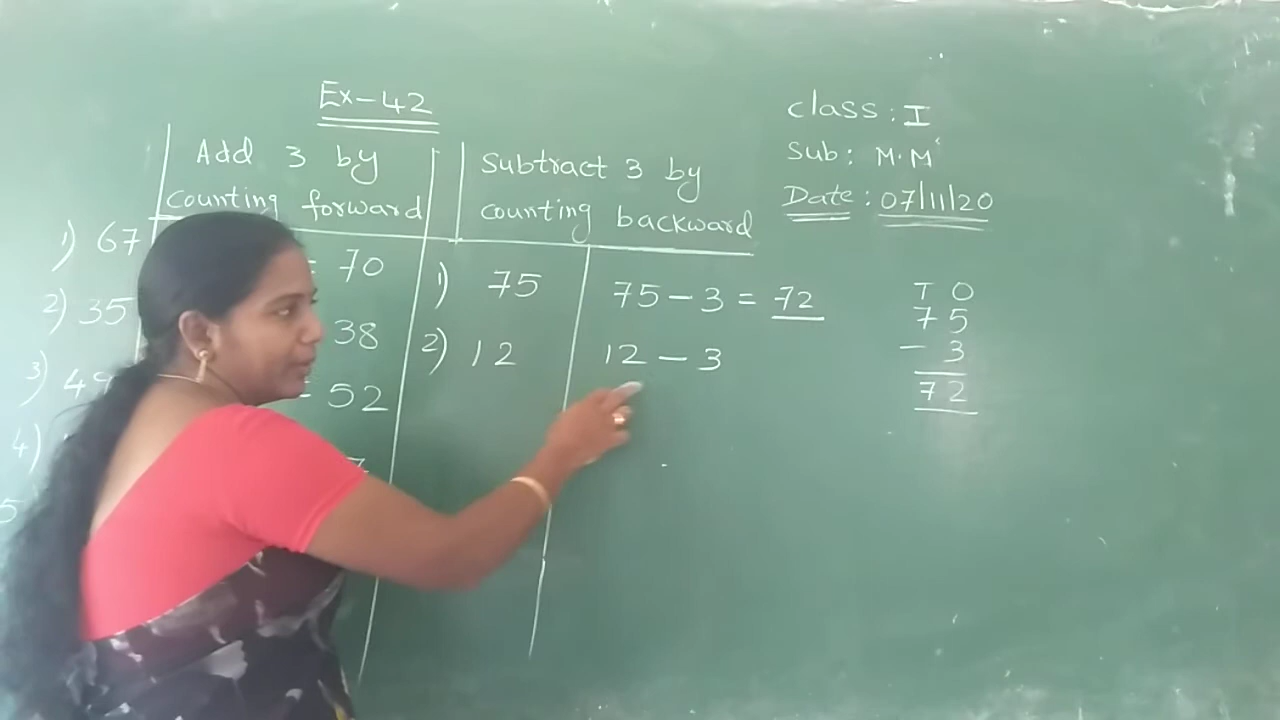 Ex-42
Add 3 by
counting forward
1) 67 = 70
2) 35 38
3) 49 = 52
4)
5
Subtract 3 by
counting backward
1) 75 75 - 3 = 72
2) 12 12 - 3
class : I
Sub : M.M
Date : 07/11/20
T O
7 5
- 3
7 2